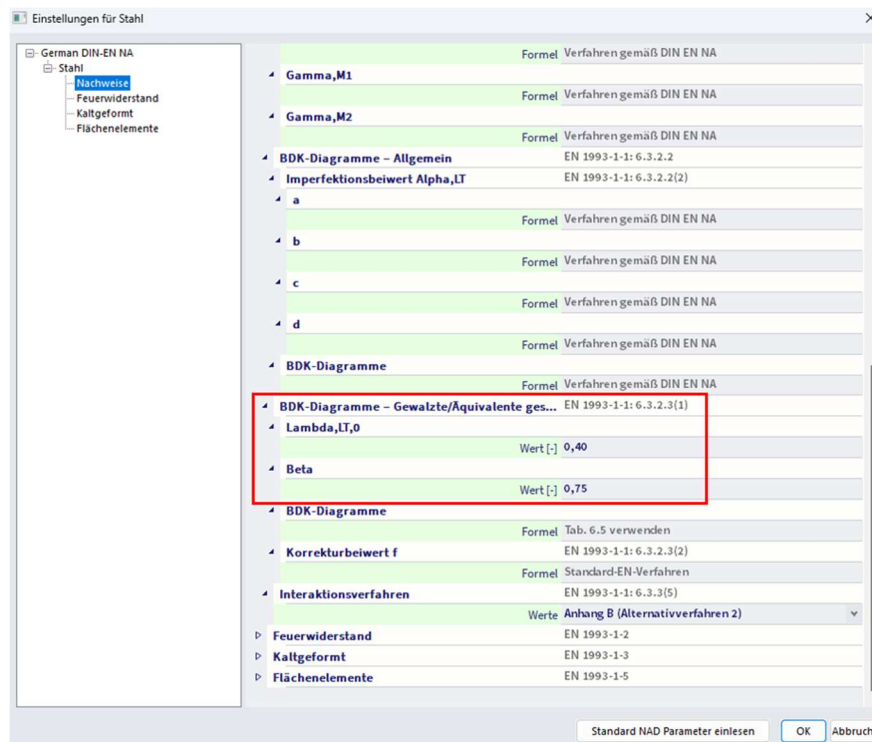 Einstellungen für Stahl
German DIN-EN NA
Stahl
Nachweise
Feuerwiderstand
Kaltgeformt
Flächenelemente
Formel Verfahren gemäß DIN EN NA
Gamma,M1
Formel Verfahren gemäß DIN EN NA
Gamma,M2
Formel Verfahren gemäß DIN EN NA
BDK-Diagramme – Allgemein EN 1993-1-1: 6.3.2.2
Imperfektionsbeiwert Alpha,LT EN 1993-1-1: 6.3.2.2(2)
a
Formel Verfahren gemäß DIN EN NA
b
Formel Verfahren gemäß DIN EN NA
c
Formel Verfahren gemäß DIN EN NA
d
Formel Verfahren gemäß DIN EN NA
BDK-Diagramme
Formel Verfahren gemäß DIN EN NA
BDK-Diagramme – Gewalzte/Äquivalente ges... EN 1993-1-1: 6.3.2.3(1)
Lambda,LT,0
Wert [-] 0,40
Beta
Wert [-] 0,75
BDK-Diagramme
Formel Tab. 6.5 verwenden
Korrekturbeiwert f EN 1993-1-1: 6.3.2.3(2)
Formel Standard-EN-Verfahren
Interaktionsverfahren EN 1993-1-1: 6.3.3(5)
Werte Anhang B (Alternativverfahren 2)
Feuerwiderstand EN 1993-1-2
Kaltgeformt EN 1993-1-3
Flächenelemente EN 1993-1-5
Standard NAD Parameter einlesen OK Abbruch